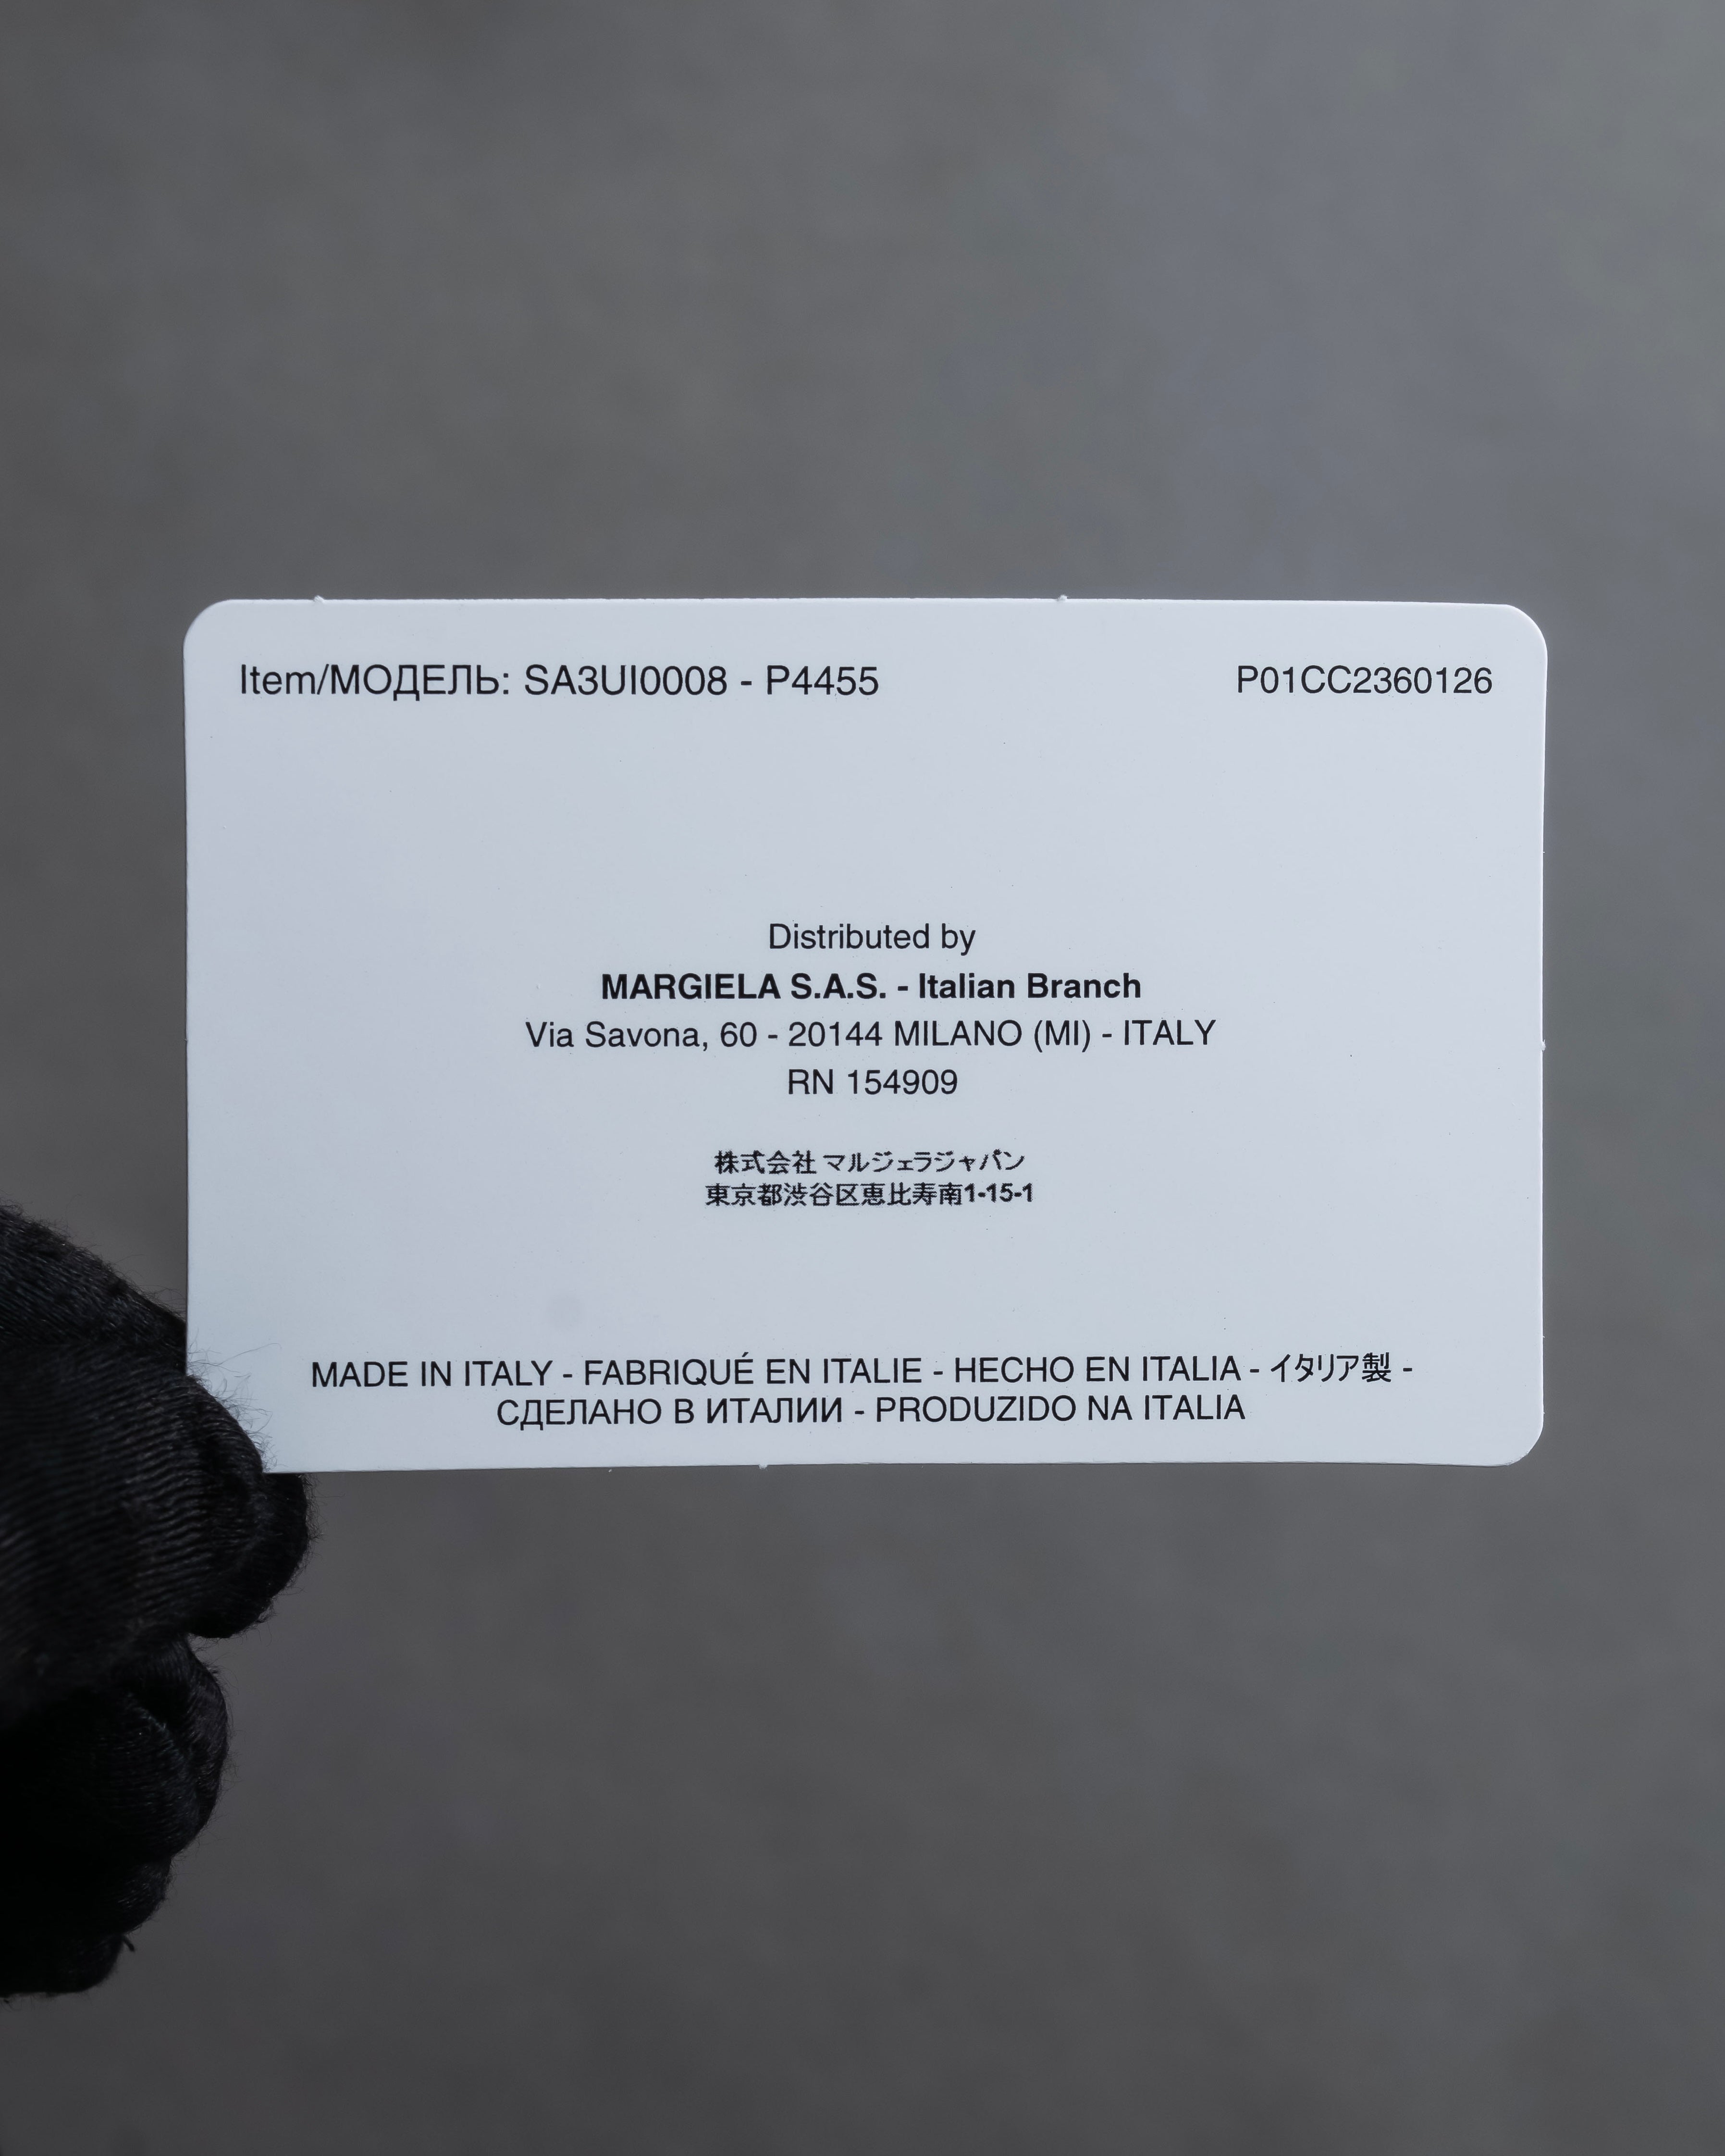 Item/МОДЕЛЬ: SA3UI0008 - P4455 P01CC2360126
Distributed by
MARGIELA S.A.S. - Italian Branch
Via Savona, 60 - 20144 MILANO (MI) - ITALY
RN 154909
株式会社 マルジェラジャパン
東京都渋谷区恵比寿南1-15-1
MADE IN ITALY - FABRIQUÉ EN ITALIE - HECHO EN ITALIA - イタリア製 -
СДЕЛАНО В ИТАЛИИ - PRODUZIDO NA ITALIA